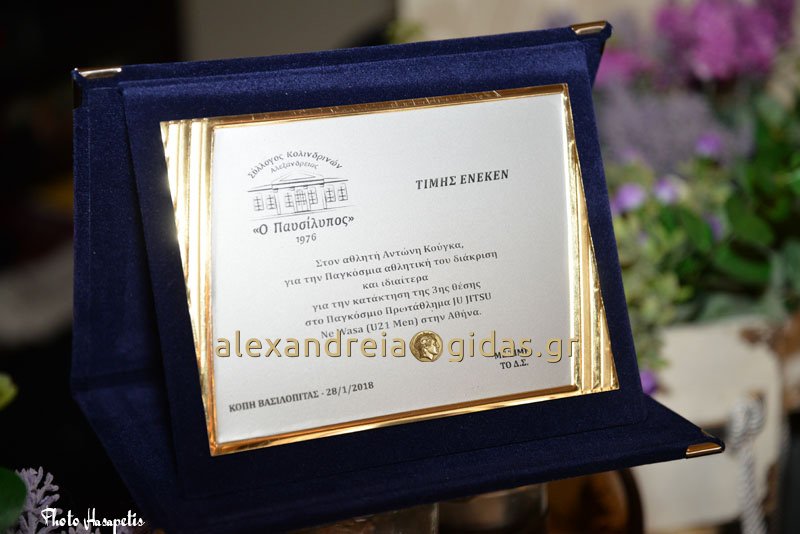 Σύλλογος Κολινδρινών
Αλεξάνδρειας
«Ο Παυσίλυπος»
1976
ΤΙΜΗΣ ΕΝΕΚΕΝ
Στον αθλητή Αντώνη Κούγκα,
για την Παγκόσμια αθλητική του διάκριση
και ιδιαίτερα
για την κατάκτηση της 3ης θέσης
στο Παγκόσμιο Πρωτάθλημα JU JITSU
Ne Wasa (U21 Men) στην Αθήνα.
alexandreia gidas.gr
ΤΟ Δ.Σ.
ΚΟΠΗ ΒΑΣΙΛΟΠΙΤΑΣ - 28/1/2018
Photo Hasapetis